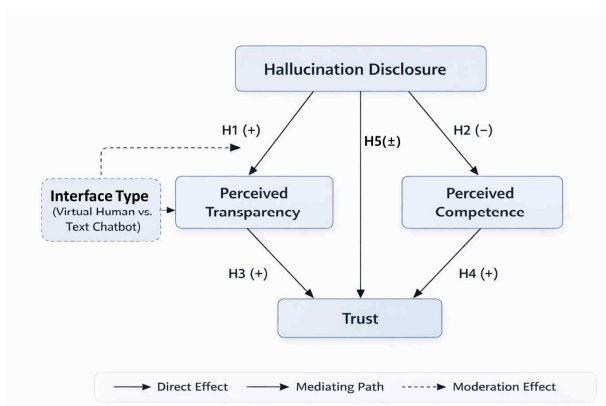 Hallucination Disclosure
H1 (+)
H5(±)
H2 (−)
Interface Type
(Virtual Human vs.
Text Chatbot)
Perceived
Transparency
Perceived
Competence
H3 (+)
H4 (+)
Trust
Direct Effect
Mediating Path
Moderation Effect